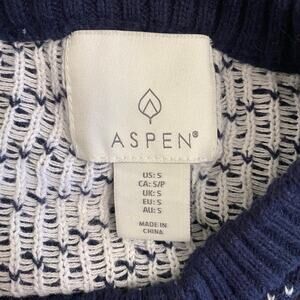 ASPEN®
US: S
CA: S/P
UK: S
EU: S
AU: S
MADE IN
CHINA